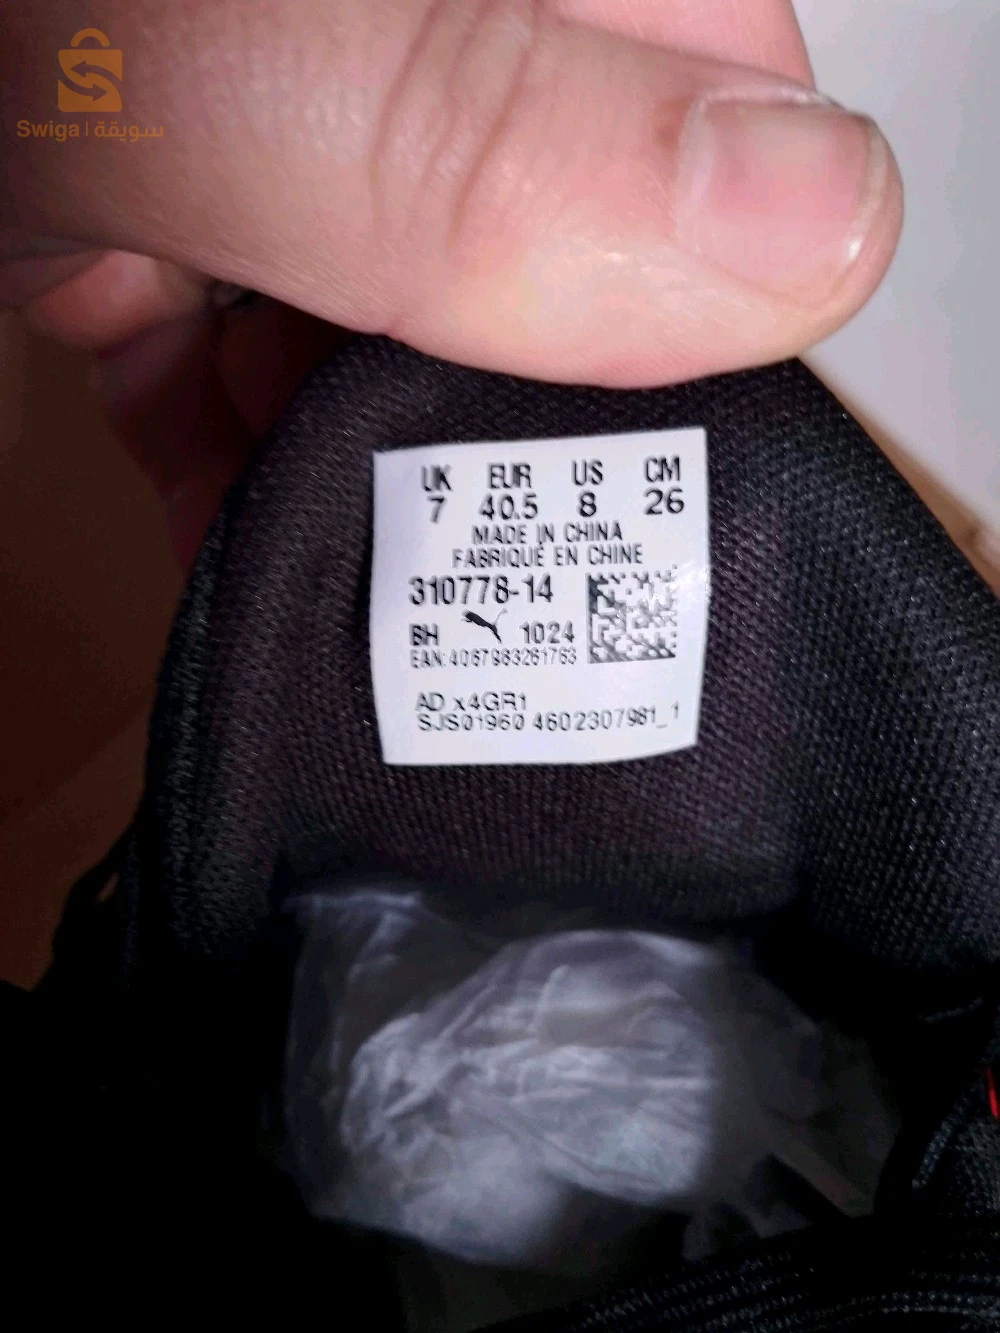 Swiga | سويقة
UK EUR US CM
7 40.5 8 26
MADE IN CHINA
FABRIQUÉ EN CHINE
310778-14
BH 1024
EAN:4067983261763
AD x4GR1
SJS01960 4602307981_1